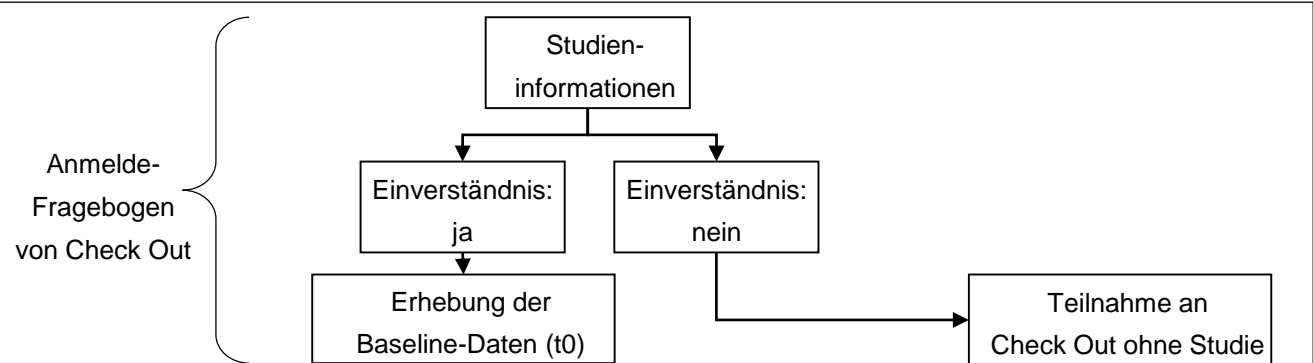 Studien-
informationen
Anmelde-
Fragebogen
von Check Out
Einverständnis:
ja
Einverständnis:
nein
Erhebung der
Baseline-Daten (t0)
Teilnahme an
Check Out ohne Studie